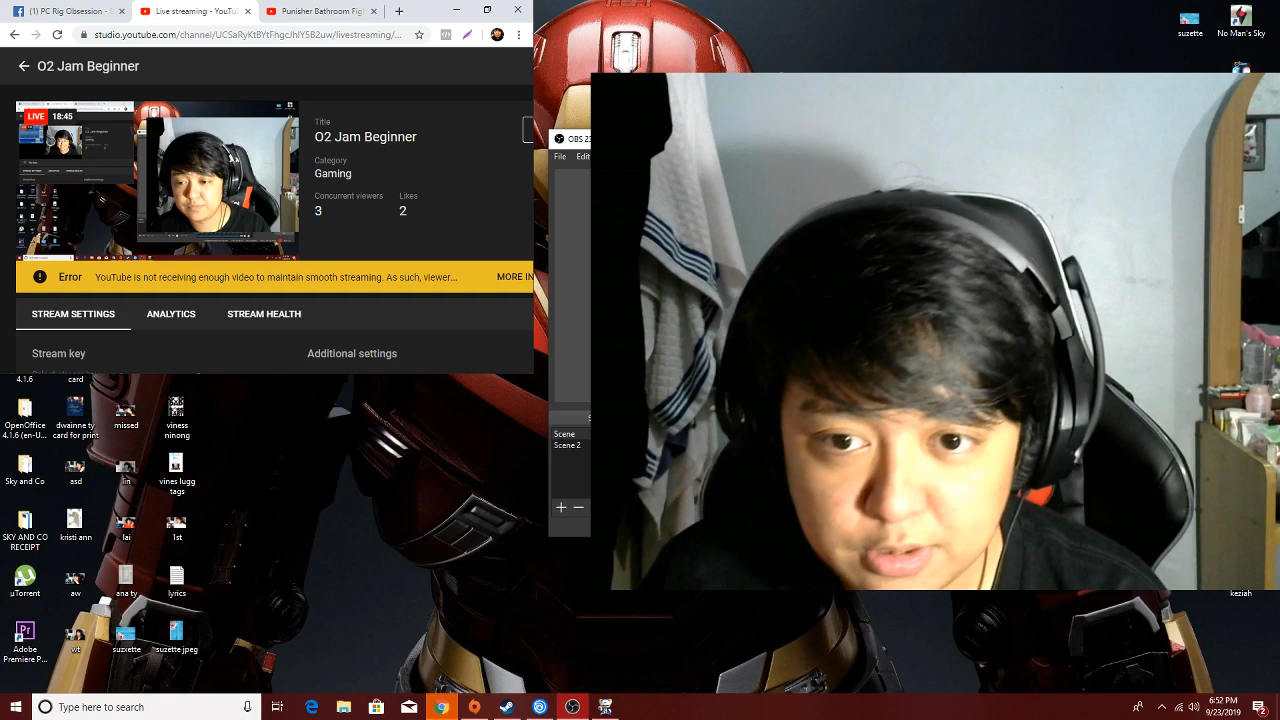 (1) PC Rig Obsession -
Live streaming - YouTu
Punisher Bathroom Fig
studio.youtube.com/channel/UCSaRyKtBYtFhgcJhIY5B2uw/livestreaming/...
O2 Jam Beginner
LIVE 18:45
Title
O2 Jam Beginner
Category
Gaming
Concurrent viewers
Likes
3
2
Error
YouTube is not receiving enough video to maintain smooth streaming. As such, viewer...
MORE IN
STREAM SETTINGS
ANALYTICS
STREAM HEALTH
Stream key
Additional settings
suzette
No Man's Sky
OBS 23
File
Edit
Scene
Scene 2
4.1.6
card
OpenOffice
4.1.6 (en-U...
dwainne ty
card for print
missed
viness
ninong
Sky and Co
asd
lin
vines lugg
tags
SKY AND CO
RECEIPT
kristi ann
lai
1st
µTorrent
aw
ana ty
lyrics
Pr
Adobe
Premiere P...
wt
suzxette
suzette jpeg
keziah
Type here to search
6:52 PM
9/23/2019
2